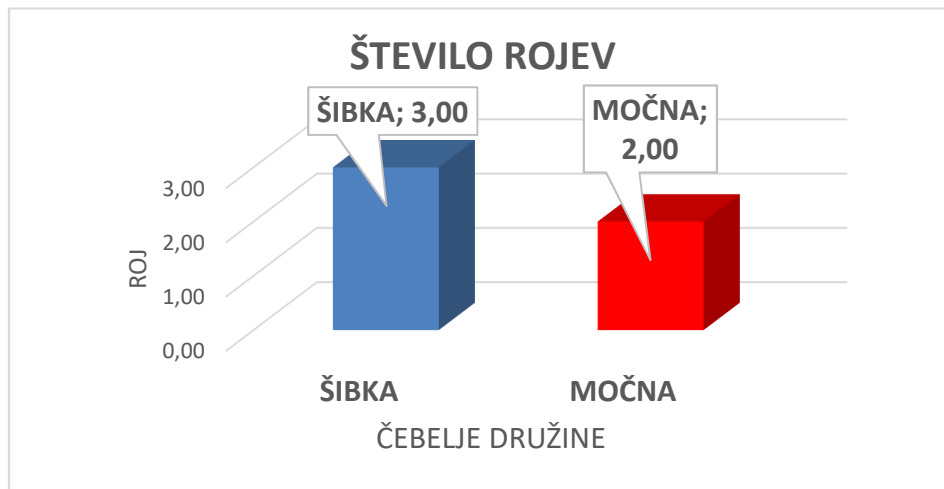 ŠTEVILO ROJEV
ŠIBKA; 3,00
MOČNA;
2,00
3,00
2,00
1,00
0,00
ROJ
ŠIBKA
MOČNA
ČEBELJE DRUŽINE